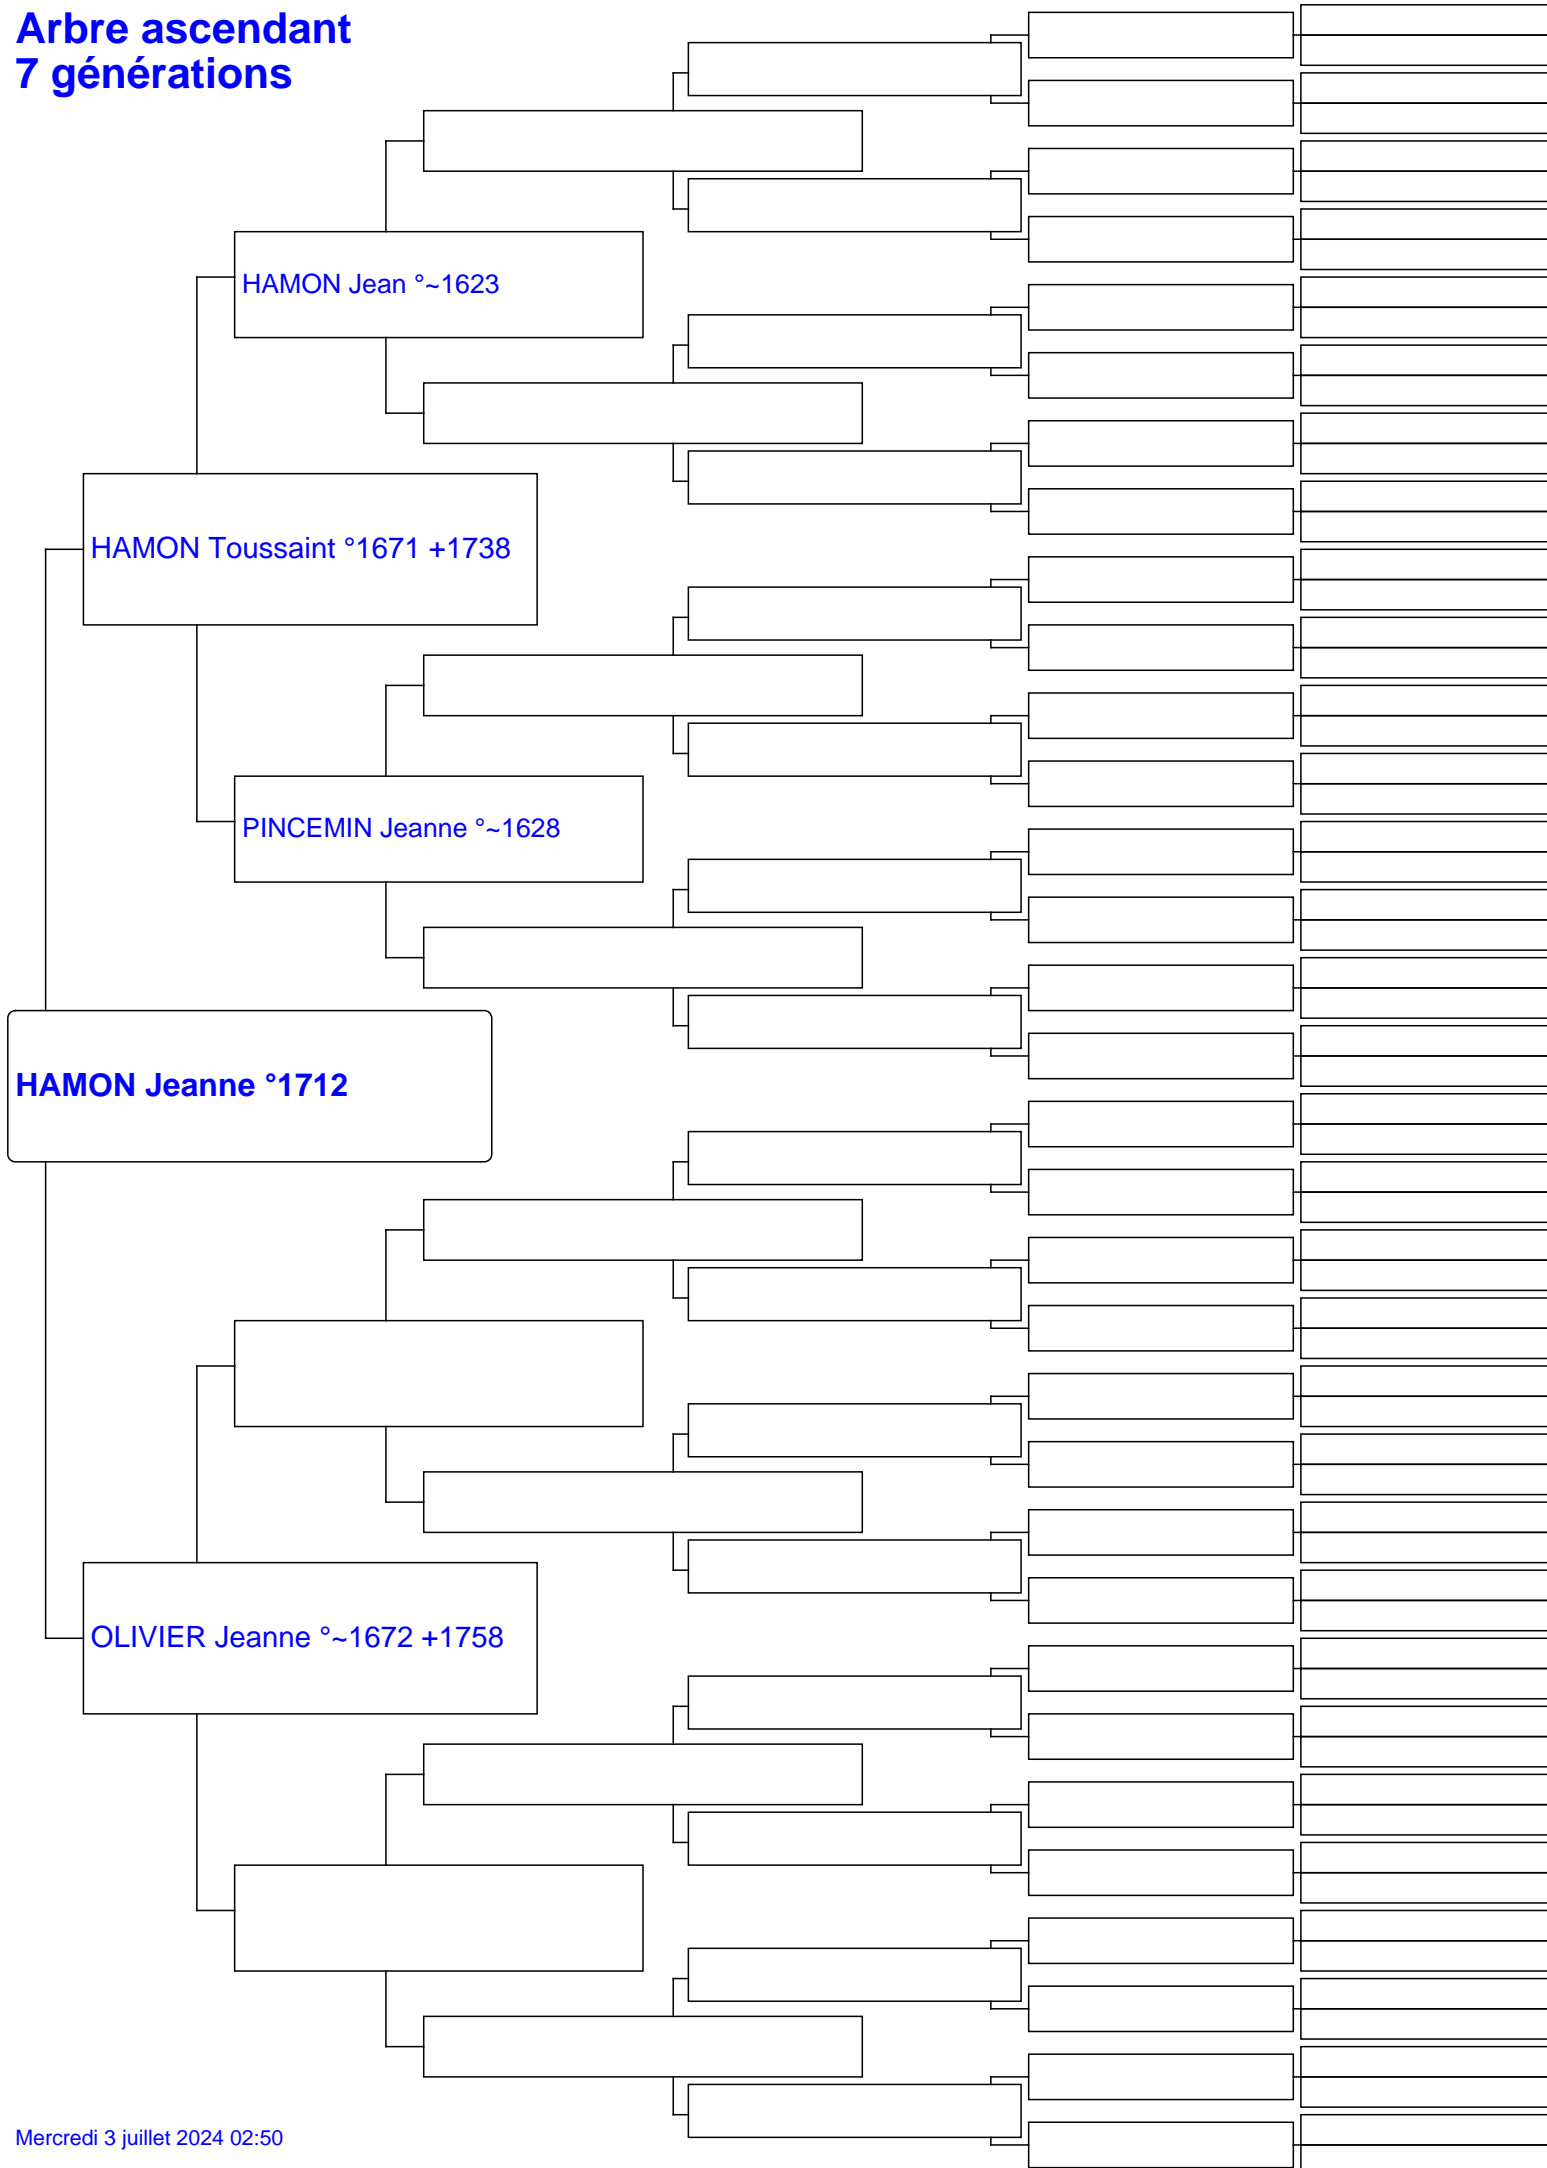 Arbre ascendant
7 générations
HAMON Jean °~1623
HAMON Toussaint °1671 +1738
PINCEMIN Jeanne °~1628
HAMON Jeanne °1712
OLIVIER Jeanne °~1672 +1758
Mercredi 3 juillet 2024 02:50